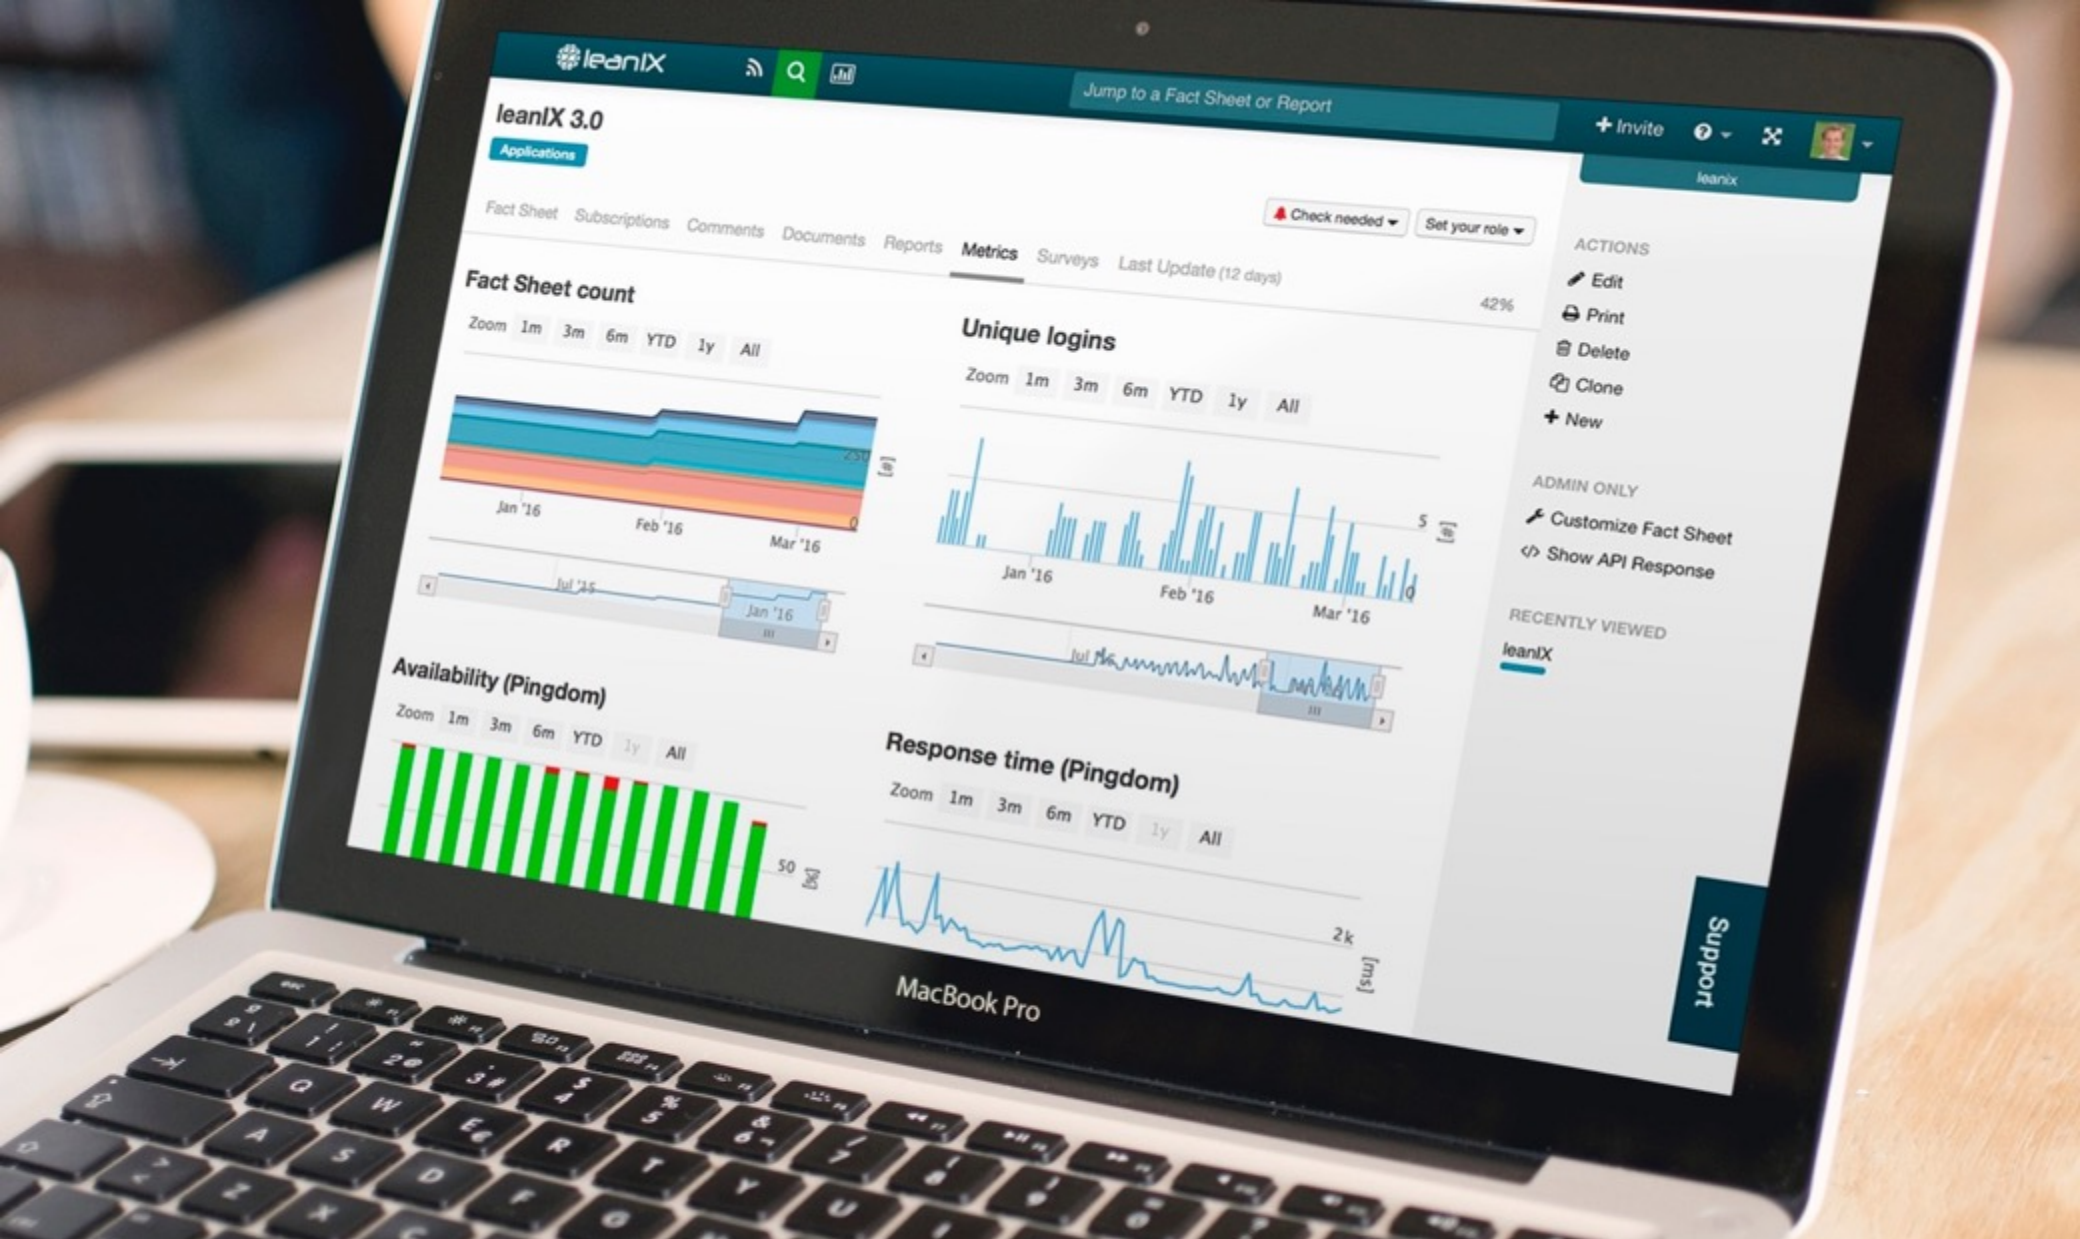 leanIX
Jump to a Fact Sheet or Report
Invite
leanix
leanIX 3.0
Applications
Check needed
Set your role
Fact Sheet Subscriptions Comments Documents Reports Metrics Surveys Last Update (12 days)
42%
Fact Sheet count
Zoom 1m 3m 6m YTD 1y All
250
[#]
0
Jan '16 Feb '16 Mar '16
Jul '15 Jan '16
Unique logins
Zoom 1m 3m 6m YTD 1y All
5
[#]
0
Jan '16 Feb '16 Mar '16
Availability (Pingdom)
Zoom 1m 3m 6m YTD 1y All
50
[%]
Response time (Pingdom)
Zoom 1m 3m 6m YTD 1y All
2k
[ms]
ACTIONS
Edit
Print
Delete
Clone
New
ADMIN ONLY
Customize Fact Sheet
</> Show API Response
RECENTLY VIEWED
leanIX
Support
MacBook Pro
esc
Q W E € R T Y U
A S D F G
Z X